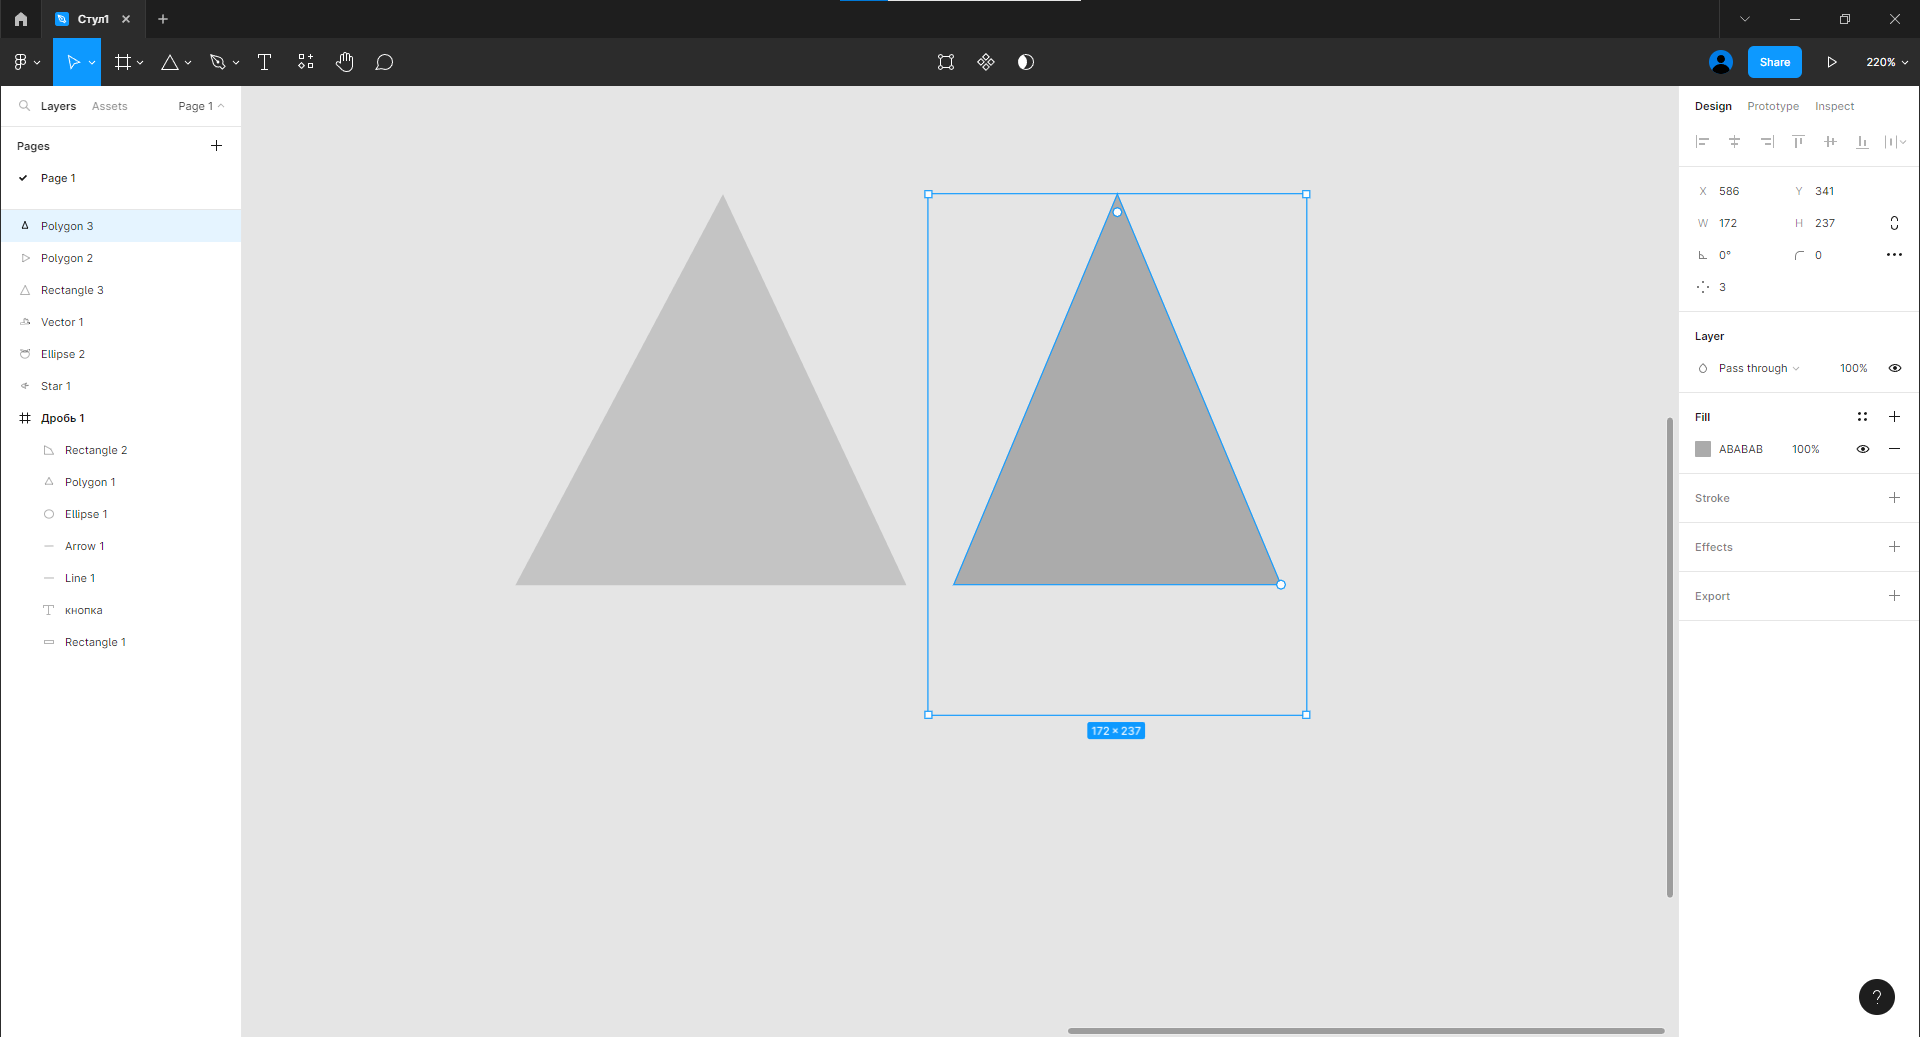 Стул1
Share
220%
Layers Assets Page 1
Pages
Page 1
Polygon 3
Polygon 2
Rectangle 3
Vector 1
Ellipse 2
Star 1
Дробь 1
Rectangle 2
Polygon 1
Ellipse 1
Arrow 1
Line 1
кнопка
Rectangle 1
172 × 237
Design Prototype Inspect
X 586 Y 341
W 172 H 237
0° 0
3
Layer
Pass through 100%
Fill
ABABAB 100%
Stroke
Effects
Export
?